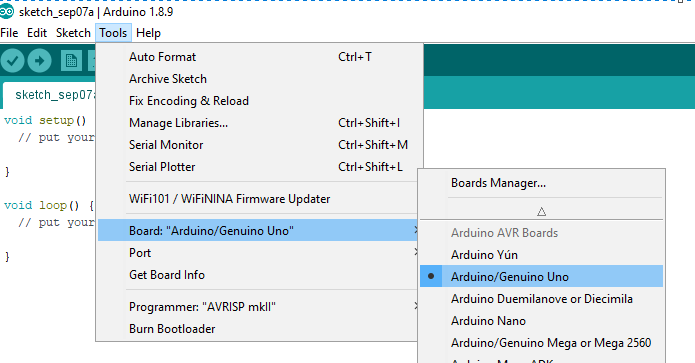 sketch_sep07a | Arduino 1.8.9
File Edit Sketch Tools Help
sketch_sep07a
void setup()
// put your
}
void loop() {
// put your
}
Auto Format Ctrl+T
Archive Sketch
Fix Encoding & Reload
Manage Libraries... Ctrl+Shift+I
Serial Monitor Ctrl+Shift+M
Serial Plotter Ctrl+Shift+L
WiFi101 / WiFiNINA Firmware Updater
Board: "Arduino/Genuino Uno"
Port
Get Board Info
Programmer: "AVRISP mkII"
Burn Bootloader
Boards Manager...
Arduino AVR Boards
Arduino Yún
Arduino/Genuino Uno
Arduino Duemilanove or Diecimila
Arduino Nano
Arduino/Genuino Mega or Mega 2560